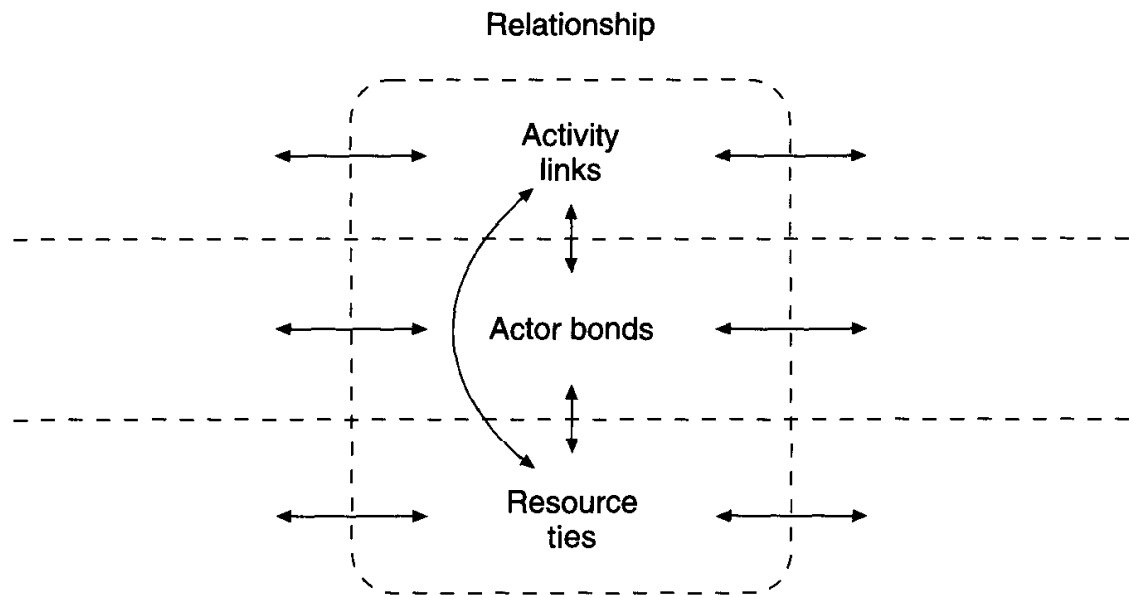 Relationship
Activity
links
Actor bonds
Resource
ties